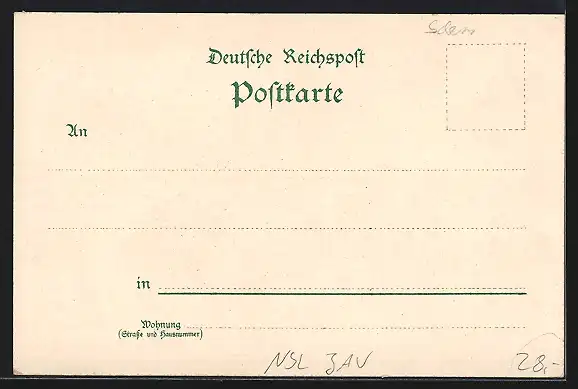 Deutsche Reichspost
Postkarte
An
in
Wohnung
(Straße und Hausnummer)
NSL 3AV
28,-